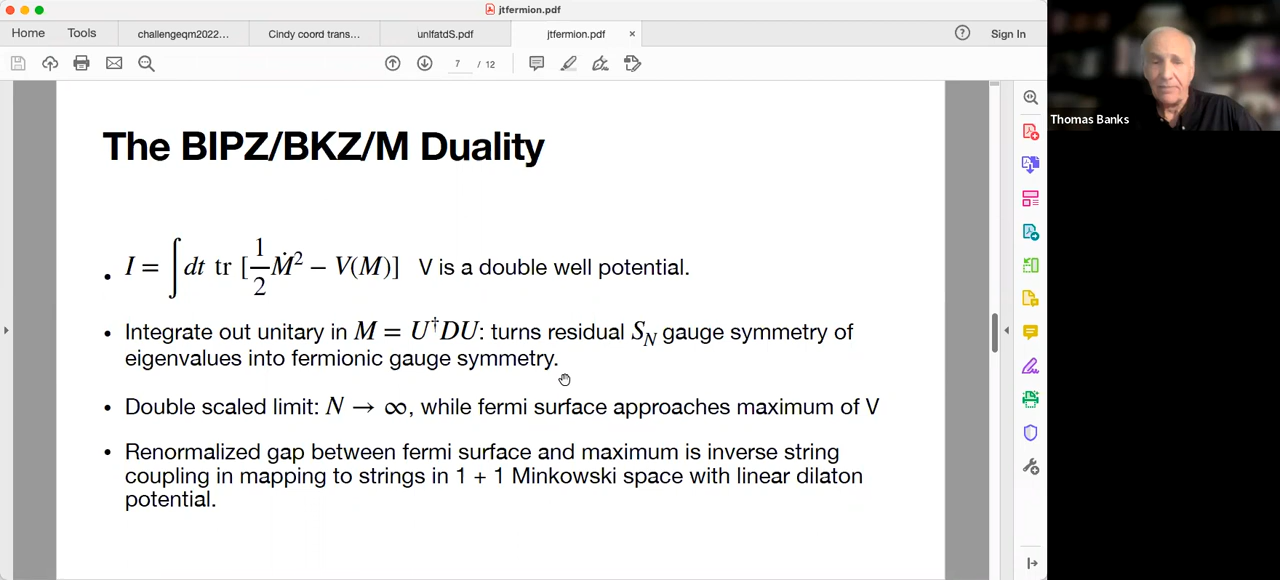 jtfermion.pdf
Home Tools challengeqm2022... Cindy coord trans... unifatdS.pdf jtfermion.pdf × Sign In
7 / 12
Thomas Banks
The BIPZ/BKZ/M Duality
• I = ∫ dt tr [½Ṁ² − V(M)] V is a double well potential.
• Integrate out unitary in M = U†DU: turns residual S_N gauge symmetry of
eigenvalues into fermionic gauge symmetry.
• Double scaled limit: N → ∞, while fermi surface approaches maximum of V
• Renormalized gap between fermi surface and maximum is inverse string
coupling in mapping to strings in 1 + 1 Minkowski space with linear dilaton
potential.